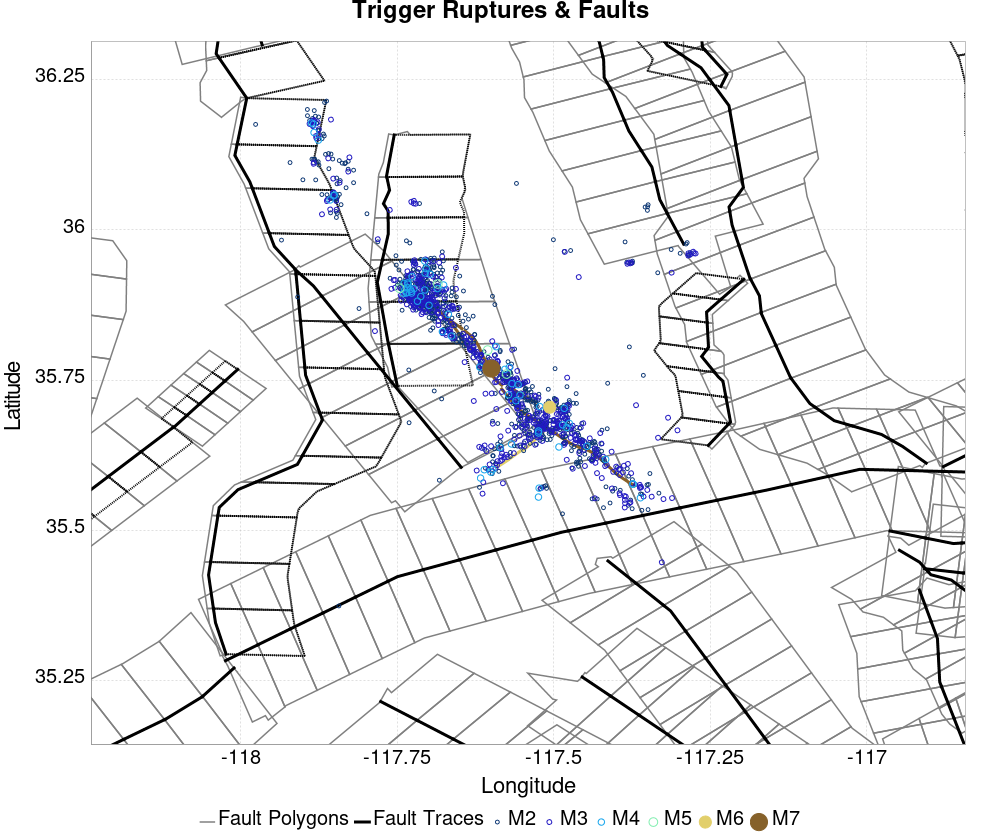 Trigger Ruptures & Faults
36.25
36
35.75
35.5
35.25
Latitude
-118 -117.75 -117.5 -117.25 -117
Longitude
Fault Polygons Fault Traces M2 M3 M4 M5 M6 M7